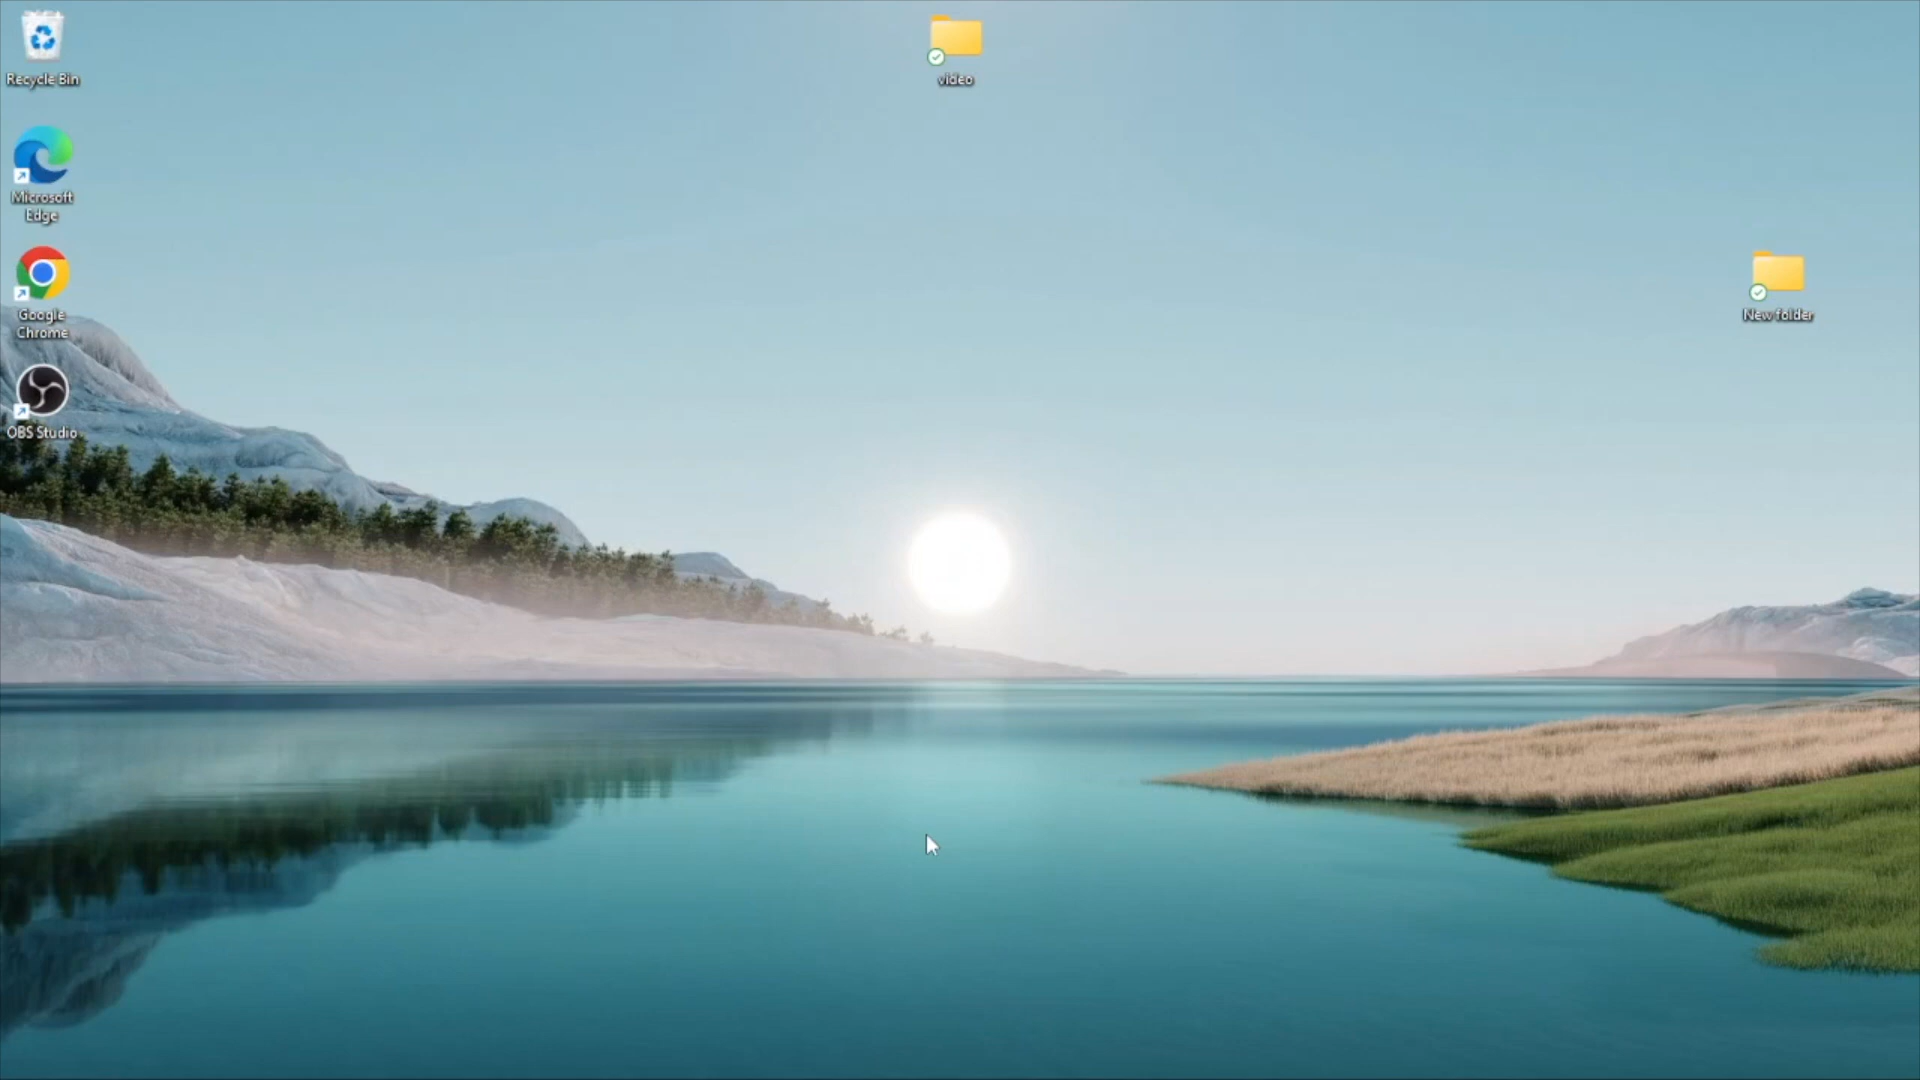 Recycle Bin
video
Microsoft
Edge
Google
Chrome
New folder
OBS Studio